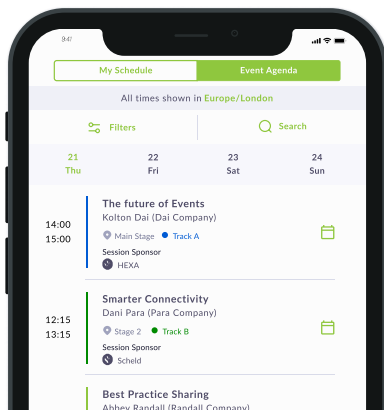 9:41
My Schedule
Event Agenda
All times shown in Europe/London
Filters
Search
21 22 23 24
Thu Fri Sat Sun
The future of Events
Kolton Dai (Dai Company)
14:00
15:00
Main Stage Track A
Session Sponsor
HEXA
Smarter Connectivity
Dani Para (Para Company)
12:15
13:15
Stage 2 Track B
Session Sponsor
Scheld
Best Practice Sharing
Abbey Randall (Randall Company)